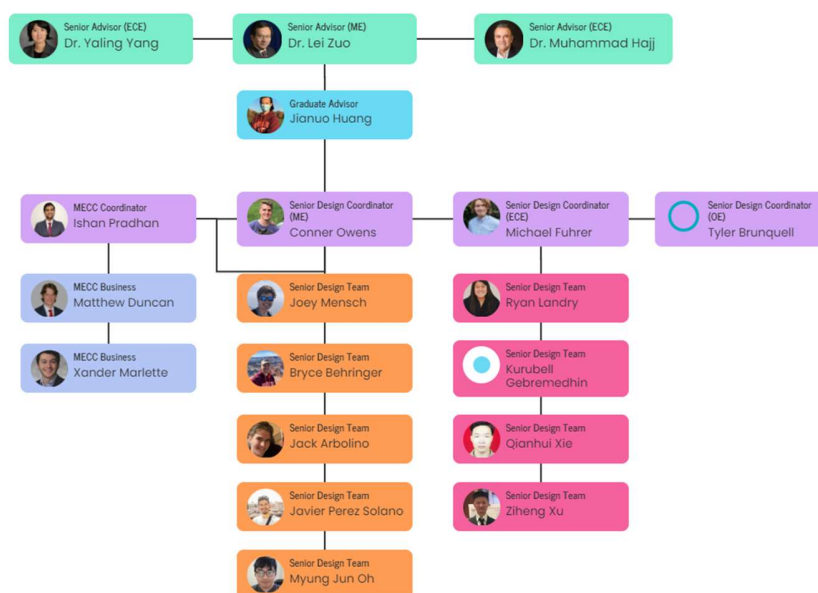 Senior Advisor (ECE)
Dr. Yaling Yang
Senior Advisor (ME)
Dr. Lei Zuo
Senior Advisor (ECE)
Dr. Muhammad Hajj
Graduate Advisor
Jianuo Huang
MECC Coordinator
Ishan Pradhan
Senior Design Coordinator
(ME)
Conner Owens
Senior Design Coordinator
(ECE)
Michael Fuhrer
Senior Design Coordinator
(OE)
Tyler Brunquell
MECC Business
Matthew Duncan
Senior Design Team
Joey Mensch
Senior Design Team
Ryan Landry
MECC Business
Xander Marlette
Senior Design Team
Bryce Behringer
Senior Design Team
Kurubell
Gebremedhin
Senior Design Team
Jack Arbolino
Senior Design Team
Qianhui Xie
Senior Design Team
Javier Perez Solano
Senior Design Team
Ziheng Xu
Senior Design Team
Myung Jun Oh